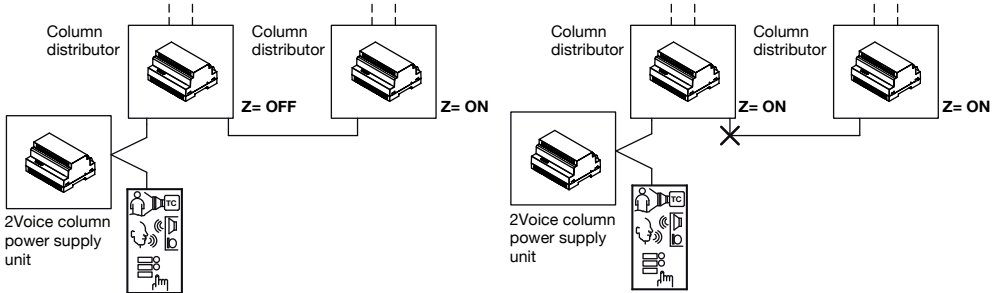 Column
distributor
Column
distributor
Z= OFF
Z= ON
2Voice column
power supply
unit
TC
Column
distributor
Column
distributor
Z= ON
Z= ON
2Voice column
power supply
unit
TC